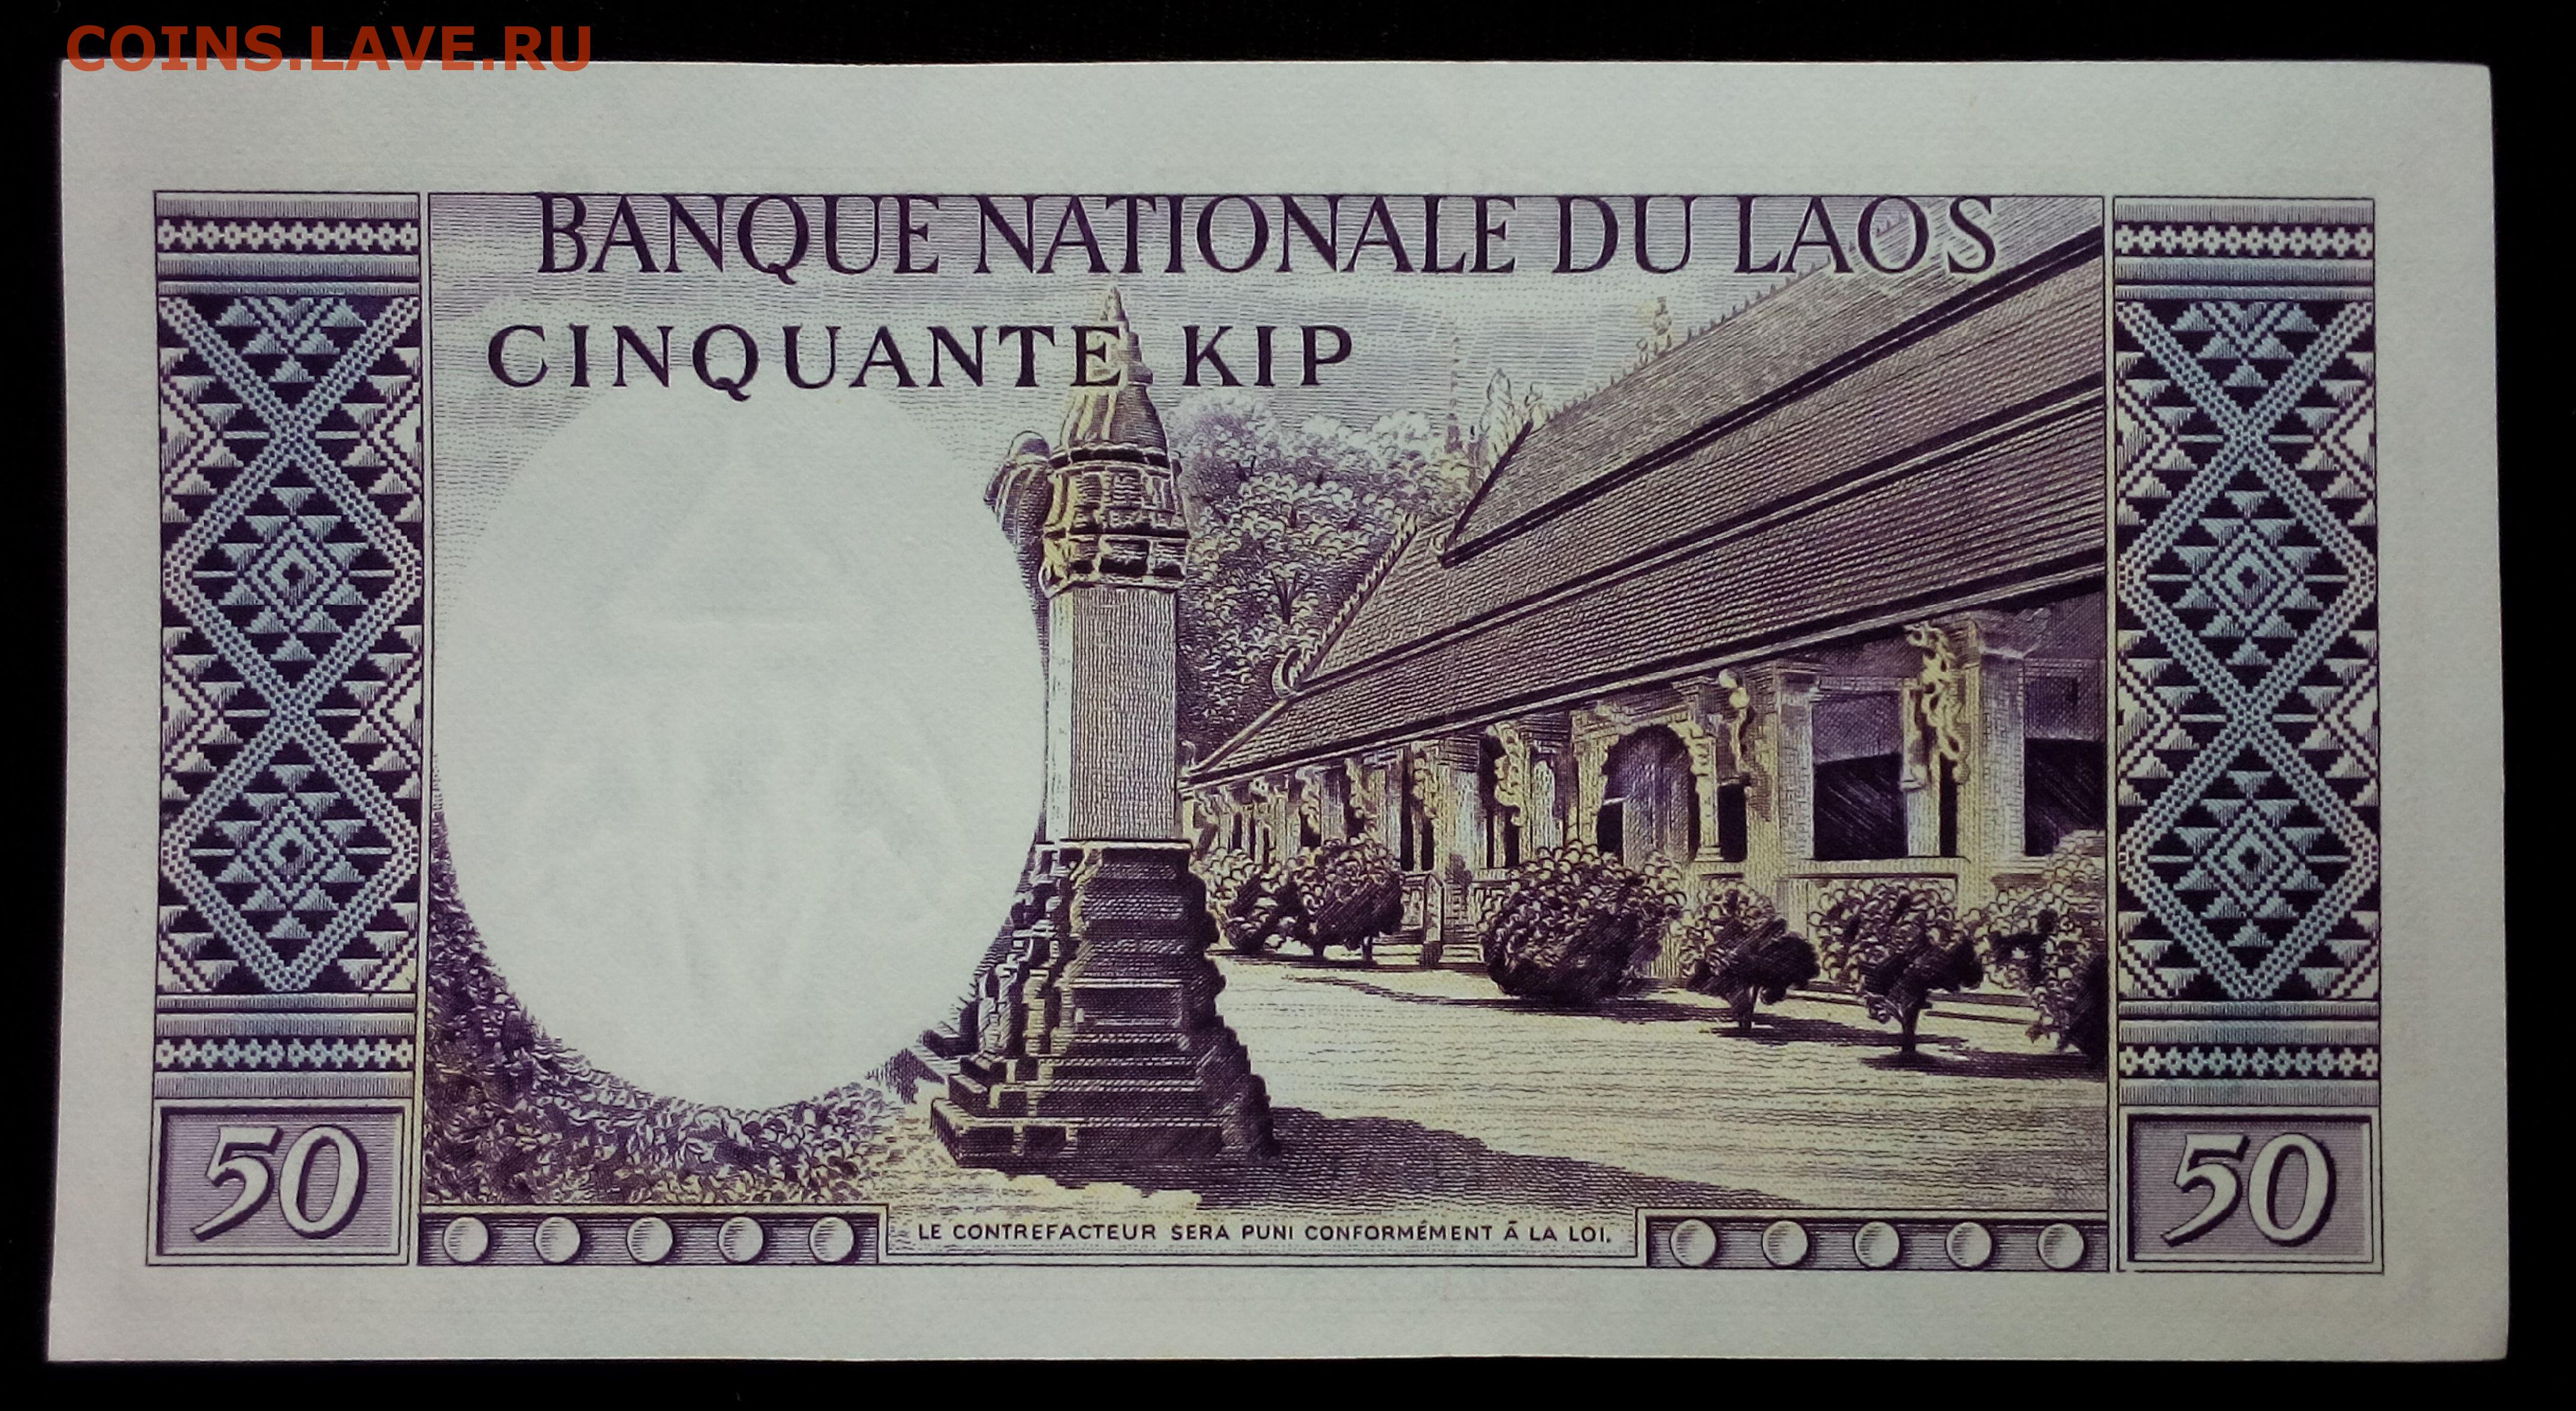 COINS.LAVE.RU
BANQUE NATIONALE DU LAOS
CINQUANTE KIP
50
LE CONTREFACTEUR SERA PUNI CONFORMÉMENT Á LA LOI.
50